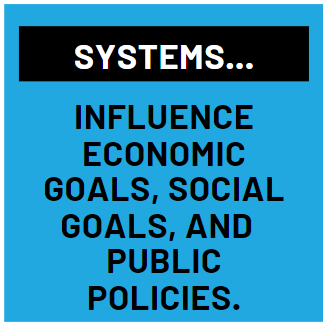 SYSTEMS...
INFLUENCE
ECONOMIC
GOALS, SOCIAL
GOALS, AND
PUBLIC
POLICIES.